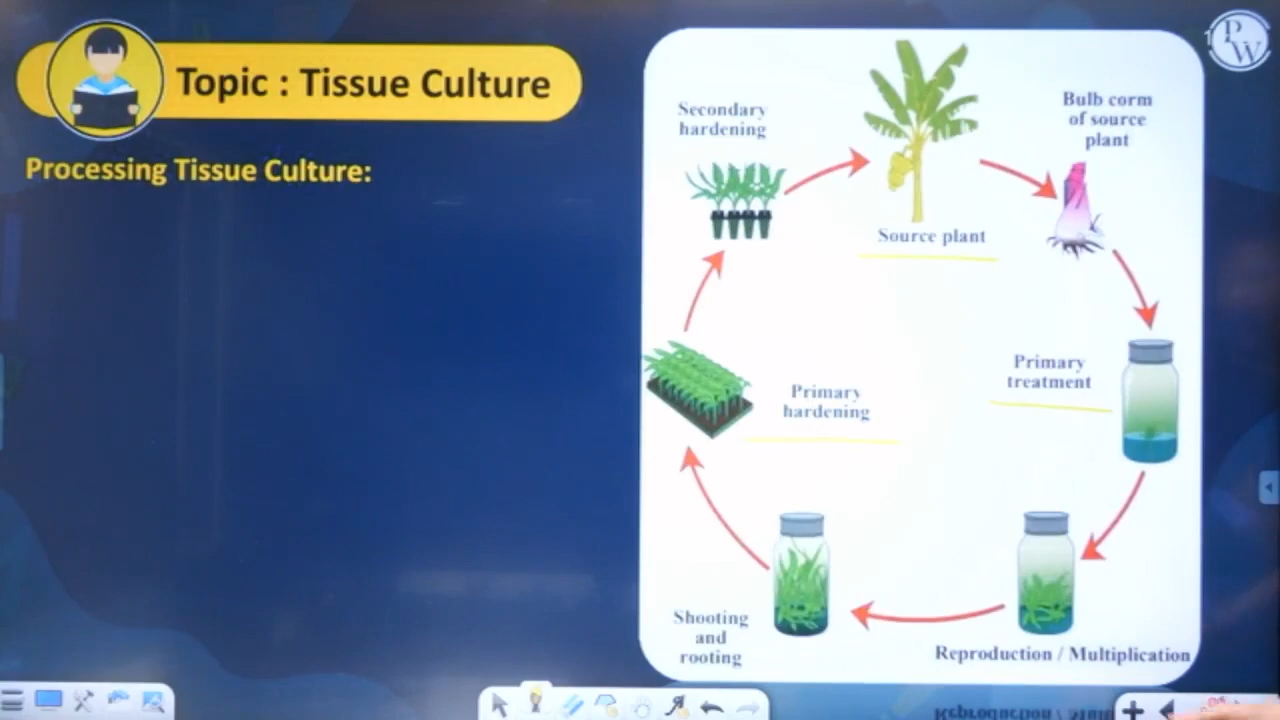 Topic : Tissue Culture
Processing Tissue Culture:
PW
Secondary
hardening
Bulb corm
of source
plant
Source plant
Primary
treatment
Primary
hardening
Shooting
and
rooting
Reproduction / Multiplication